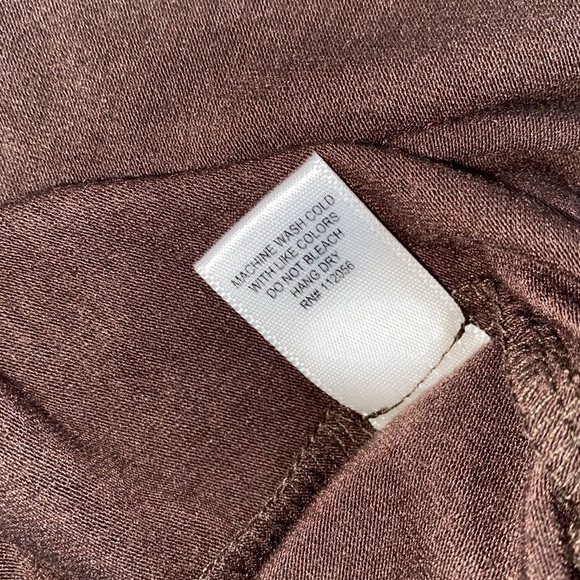 MACHINE WASH COLD
WITH LIKE COLORS
DO NOT BLEACH
HANG DRY
RN# 112056